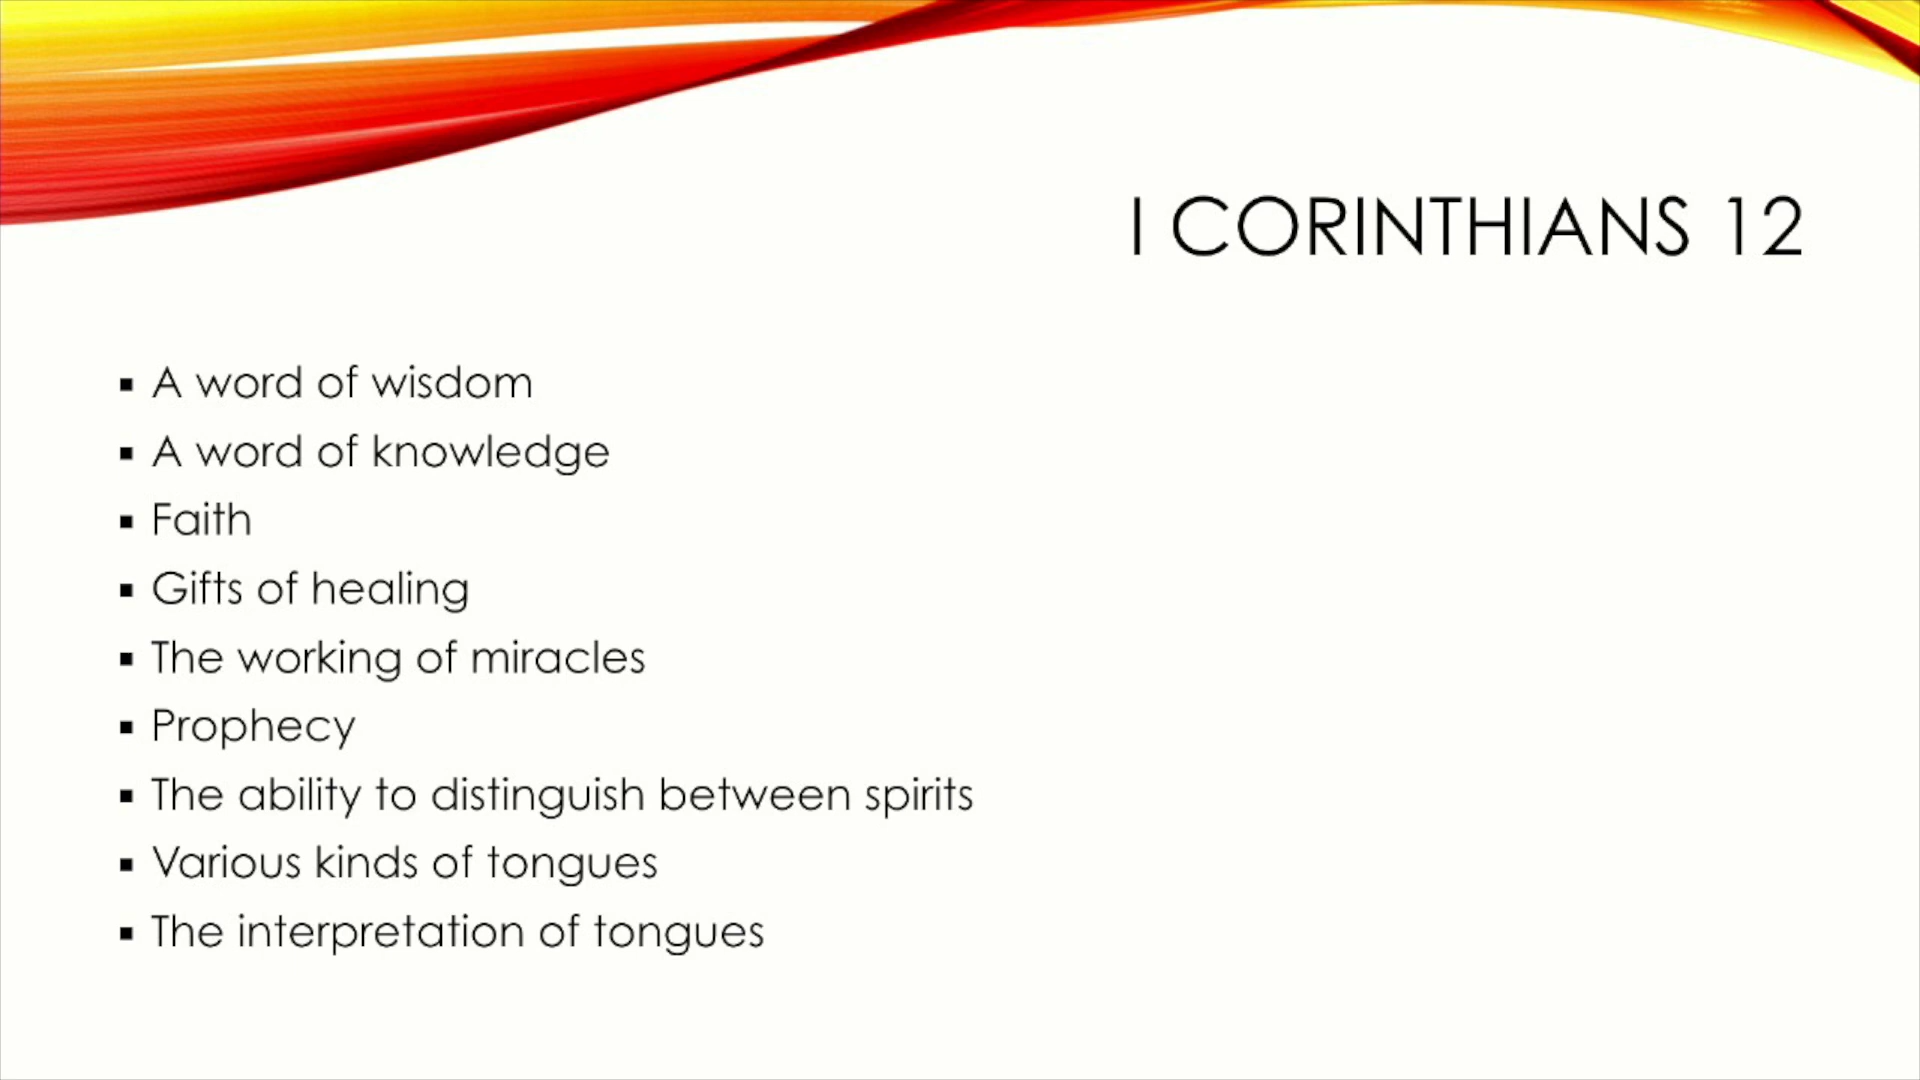 I CORINTHIANS 12
▪ A word of wisdom
▪ A word of knowledge
▪ Faith
▪ Gifts of healing
▪ The working of miracles
▪ Prophecy
▪ The ability to distinguish between spirits
▪ Various kinds of tongues
▪ The interpretation of tongues